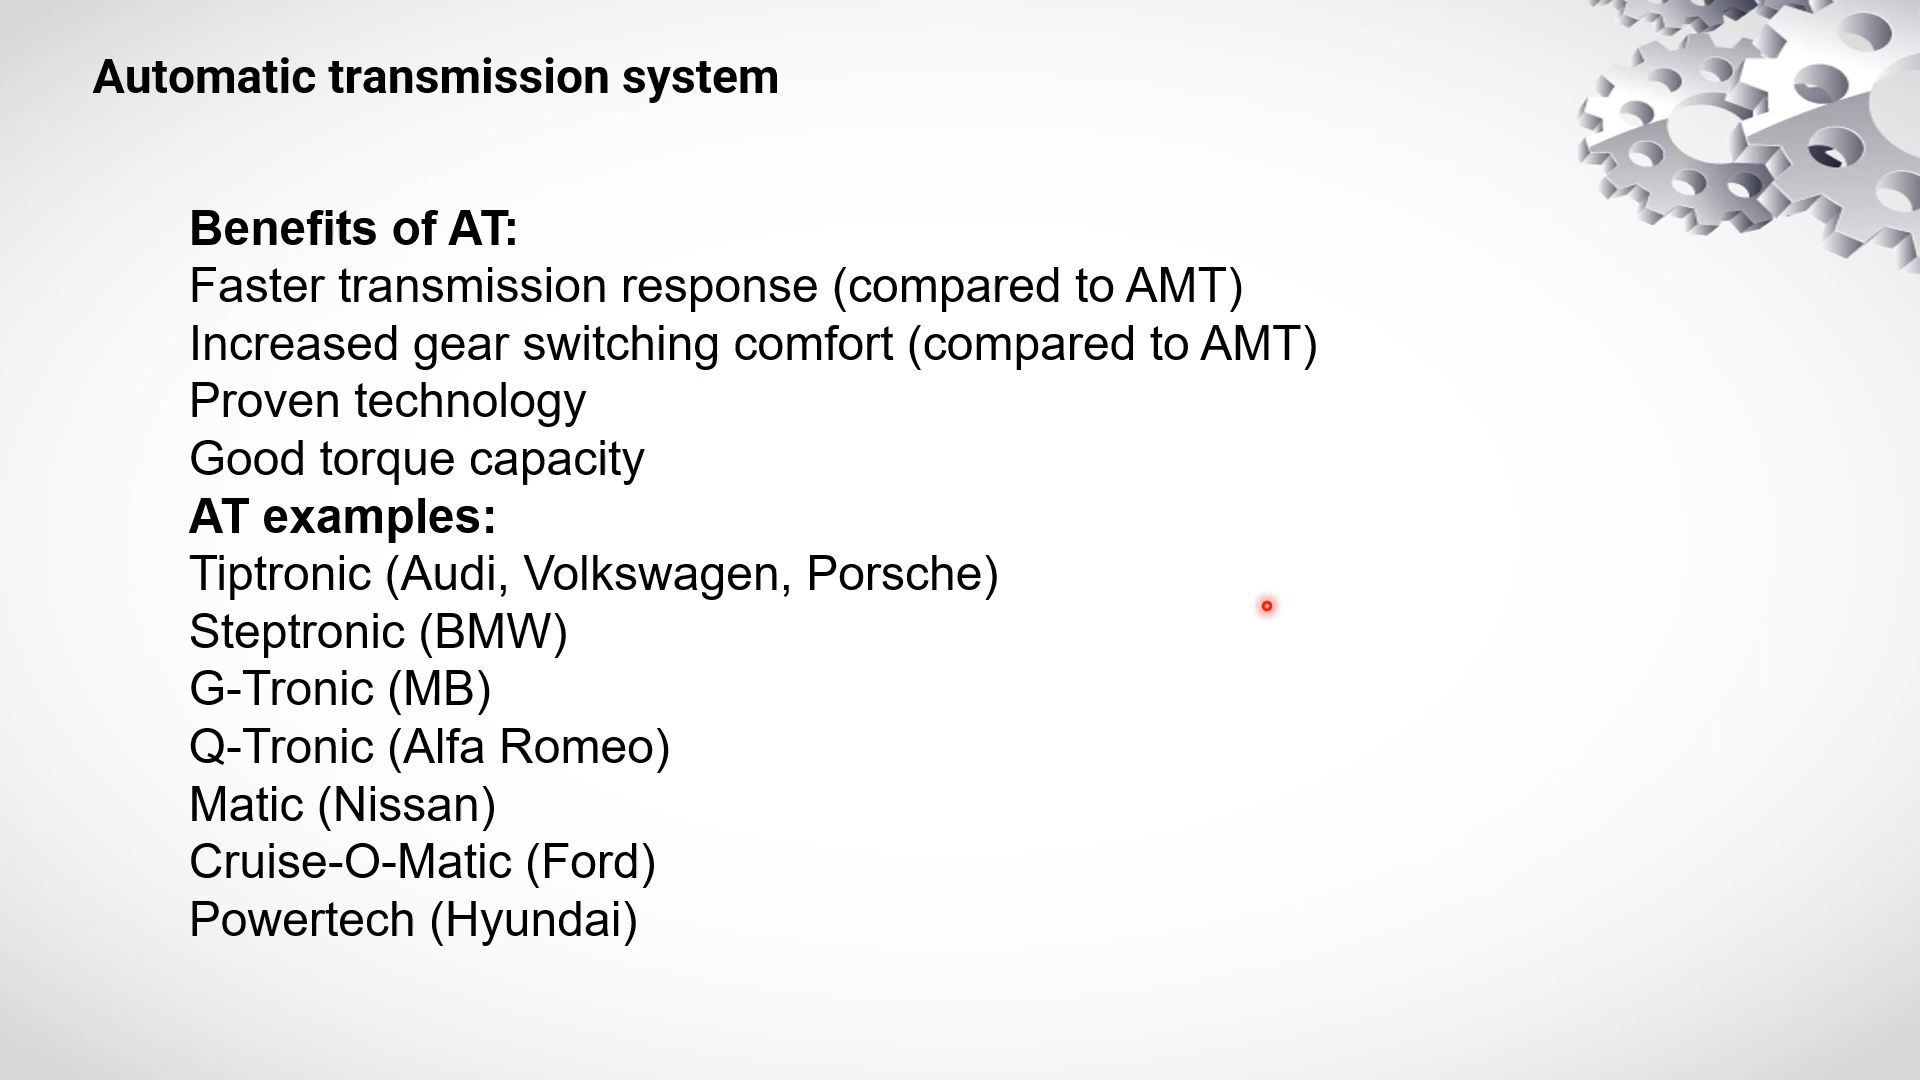 Automatic transmission system
Benefits of AT:
Faster transmission response (compared to AMT)
Increased gear switching comfort (compared to AMT)
Proven technology
Good torque capacity
AT examples:
Tiptronic (Audi, Volkswagen, Porsche)
Steptronic (BMW)
G-Tronic (MB)
Q-Tronic (Alfa Romeo)
Matic (Nissan)
Cruise-O-Matic (Ford)
Powertech (Hyundai)